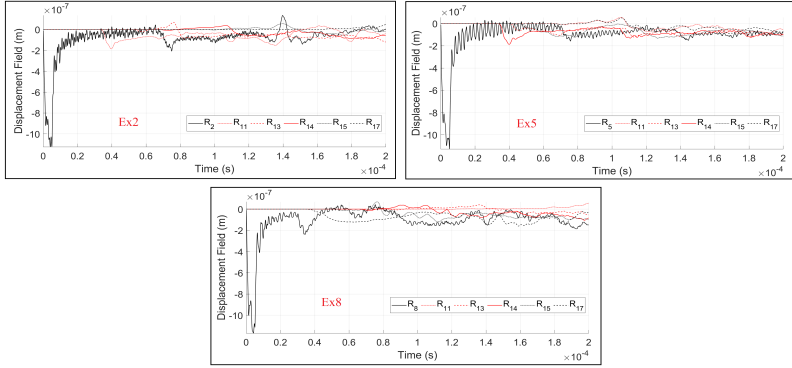 ×10⁻⁷
0
-2
-4
-6
-8
-10
Displacement Field (m)
Ex2
R₂ R₁₁ R₁₃ R₁₄ R₁₅ R₁₇
0 0.2 0.4 0.6 0.8 1 1.2 1.4 1.6 1.8 2
Time (s)
×10⁻⁴
×10⁻⁷
0
-2
-4
-6
-8
-10
Displacement Field (m)
Ex5
R₅ R₁₁ R₁₃ R₁₄ R₁₅ R₁₇
0 0.2 0.4 0.6 0.8 1 1.2 1.4 1.6 1.8 2
Time (s)
×10⁻⁴
×10⁻⁷
0
-2
-4
-6
-8
-10
Displacement Field (m)
Ex8
R₈ R₁₁ R₁₃ R₁₄ R₁₅ R₁₇
0 0.2 0.4 0.6 0.8 1 1.2 1.4 1.6 1.8 2
Time (s)
×10⁻⁴